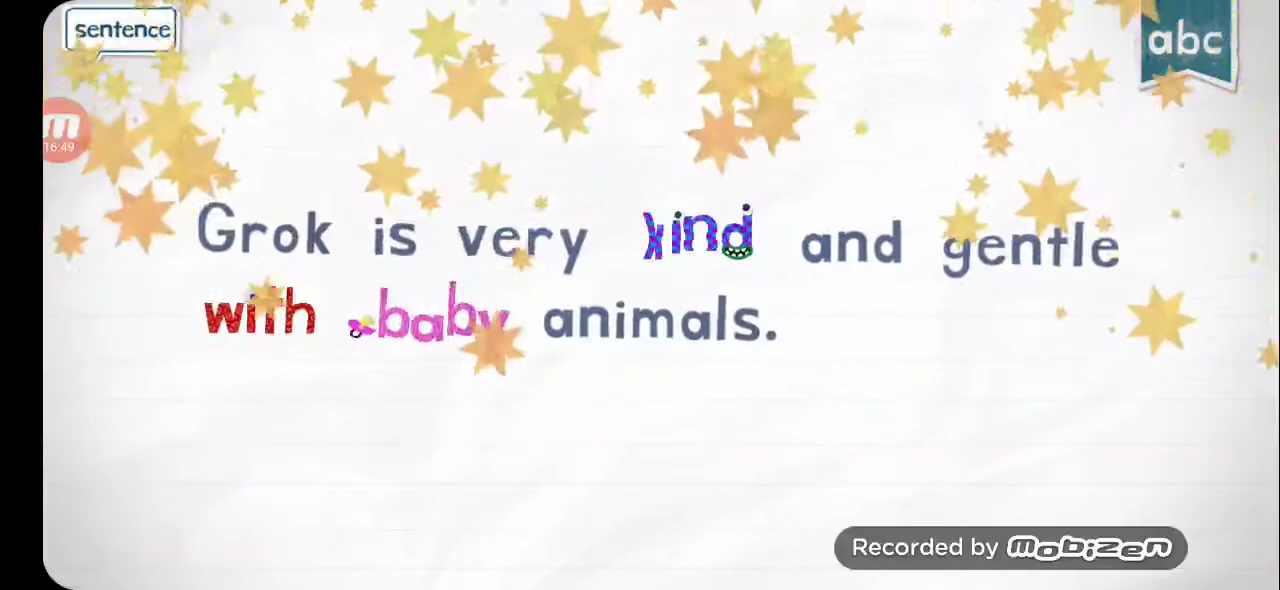 sentence
abc
16:49
Grok is very kind and gentle
with baby animals.
Recorded by mobizen